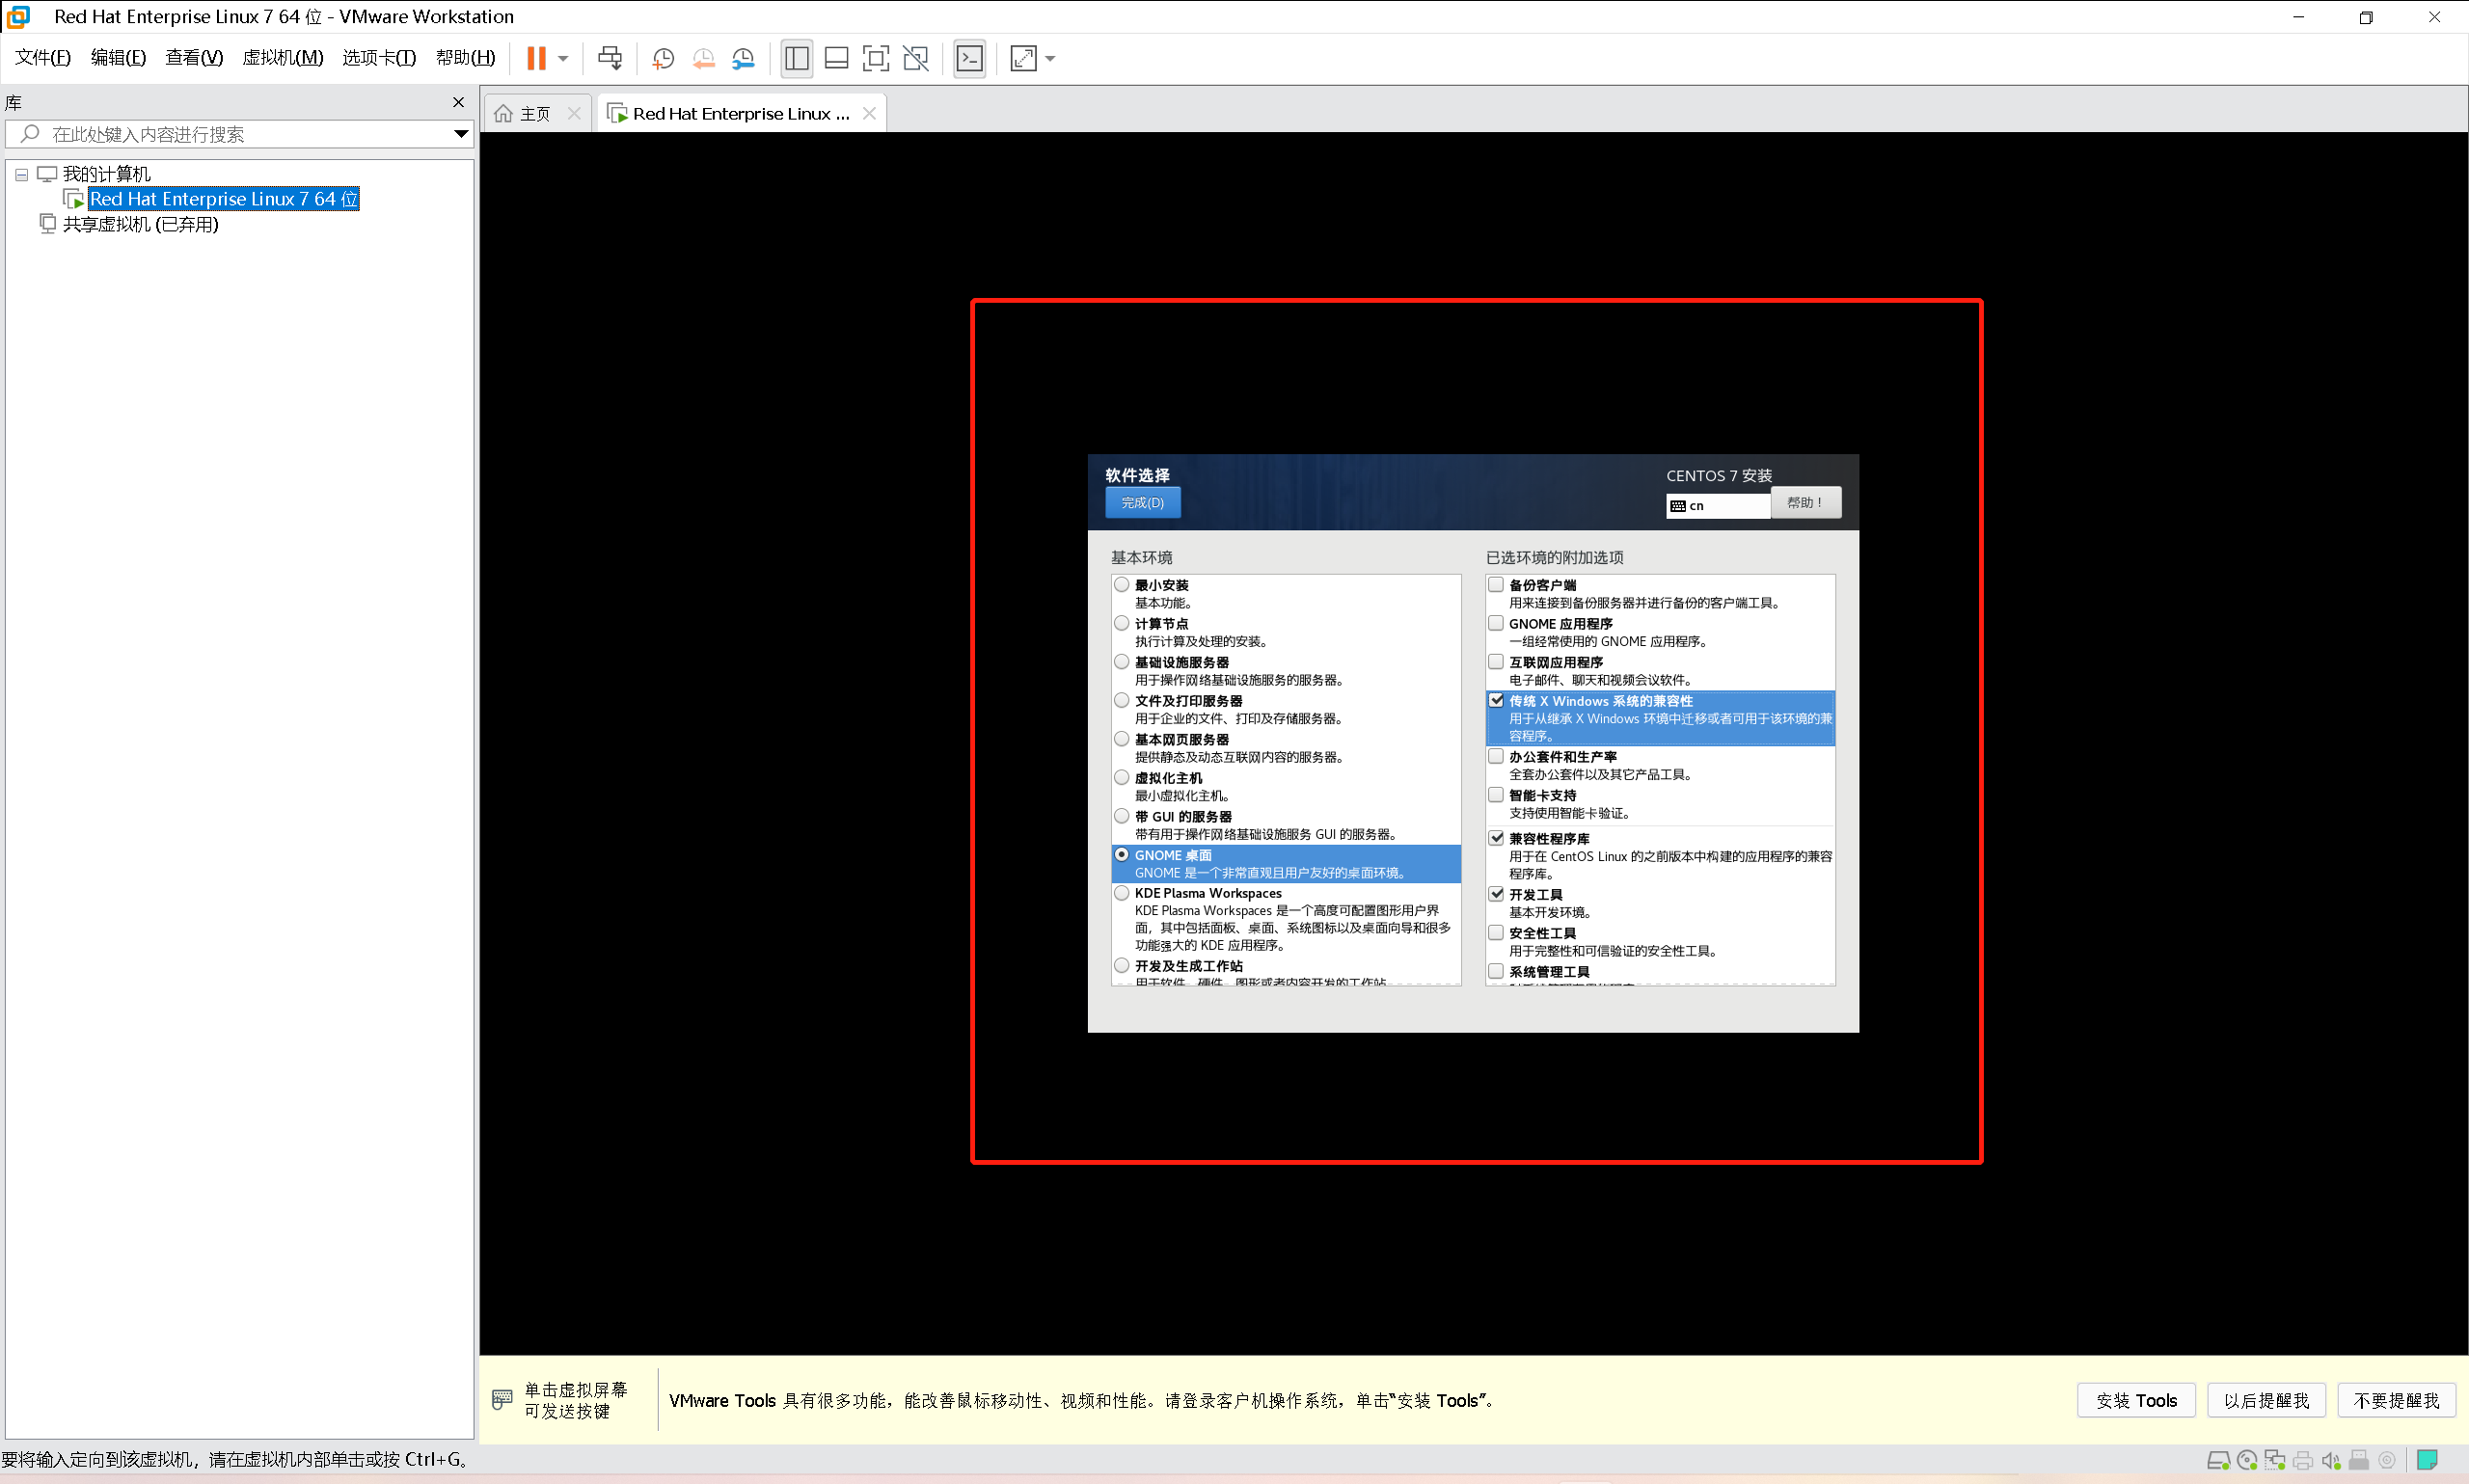 Red Hat Enterprise Linux 7 64 位 - VMware Workstation
文件(F) 编辑(E) 查看(V) 虚拟机(M) 选项卡(T) 帮助(H)
库
在此处键入内容进行搜索
我的计算机
Red Hat Enterprise Linux 7 64 位
共享虚拟机 (已弃用)
主页 Red Hat Enterprise Linux ...
软件选择
CENTOS 7 安装
完成(D)
cn
帮助！
基本环境
最小安装
基本功能。
计算节点
执行计算及处理的安装。
基础设施服务器
用于操作网络基础设施服务的服务器。
文件及打印服务器
用于企业的文件、打印及存储服务器。
基本网页服务器
提供静态及动态互联网内容的服务器。
虚拟化主机
最小虚拟化主机。
带 GUI 的服务器
带有用于操作网络基础设施服务 GUI 的服务器。
GNOME 桌面
GNOME 是一个非常直观且用户友好的桌面环境。
KDE Plasma Workspaces
KDE Plasma Workspaces 是一个高度可配置图形用户界
面，其中包括面板、桌面、系统图标以及桌面向导和很多
功能强大的 KDE 应用程序。
开发及生成工作站
用于软件、硬件、图形或者内容开发的工作站
已选环境的附加选项
备份客户端
用来连接到备份服务器并进行备份的客户端工具。
GNOME 应用程序
一组经常使用的 GNOME 应用程序。
互联网应用程序
电子邮件、聊天和视频会议软件。
传统 X Windows 系统的兼容性
用于从继承 X Windows 环境中迁移或者可用于该环境的兼
容程序。
办公套件和生产率
全套办公套件以及其它产品工具。
智能卡支持
支持使用智能卡验证。
兼容性程序库
用于在 CentOS Linux 的之前版本中构建的应用程序的兼容
程序库。
开发工具
基本开发环境。
安全性工具
用于完整性和可信验证的安全性工具。
系统管理工具
单击虚拟屏幕
可发送按键
VMware Tools 具有很多功能，能改善鼠标移动性、视频和性能。请登录客户机操作系统，单击“安装 Tools”。
安装 Tools
以后提醒我
不要提醒我
要将输入定向到该虚拟机，请在虚拟机内部单击或按 Ctrl+G。